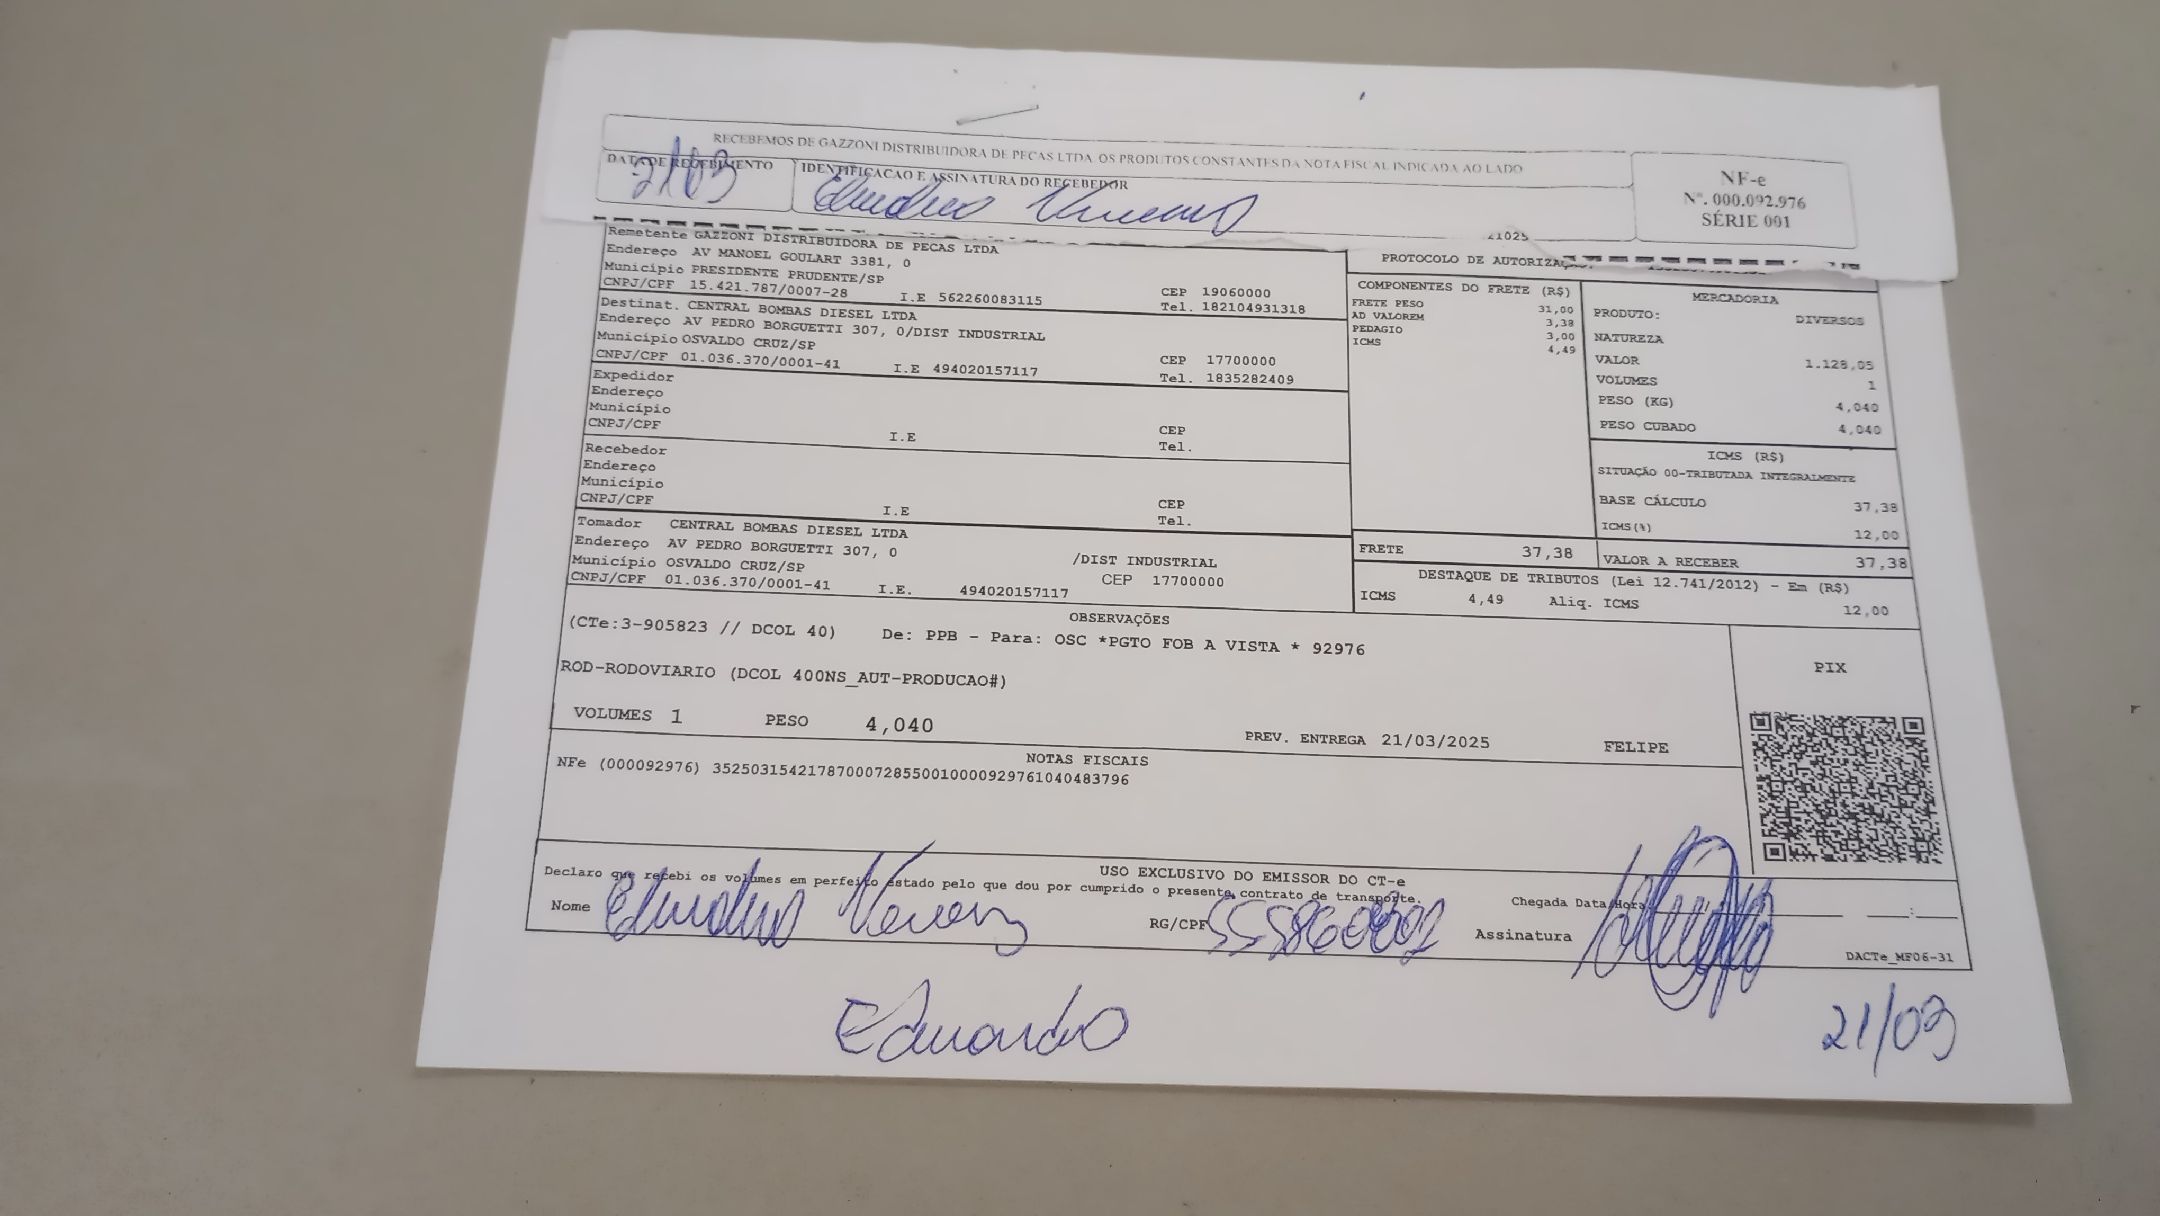 RECEBEMOS DE GAZZONI DISTRIBUIDORA DE PECAS LTDA OS PRODUTOS CONSTANTES DA NOTA FISCAL INDICADA AO LADO
DATA DE RECEBIMENTO IDENTIFICACAO E ASSINATURA DO RECEBEDOR
21/03
NF-e
Nº. 000.092.976
SÉRIE 001
Remetente GAZZONI DISTRIBUIDORA DE PECAS LTDA
Endereço AV MANOEL GOULART 3381, 0
Município PRESIDENTE PRUDENTE/SP CEP 19060000
CNPJ/CPF 15.421.787/0007-28 I.E 562260083115 Tel. 182104931318
Destinat. CENTRAL BOMBAS DIESEL LTDA
Endereço AV PEDRO BORGUETTI 307, 0/DIST INDUSTRIAL
Município OSVALDO CRUZ/SP CEP 17700000
CNPJ/CPF 01.036.370/0001-41 I.E 494020157117 Tel. 1835282409
Expedidor
Endereço
Município CEP
CNPJ/CPF I.E Tel.
Recebedor
Endereço
Município CEP
CNPJ/CPF I.E Tel.
Tomador CENTRAL BOMBAS DIESEL LTDA
Endereço AV PEDRO BORGUETTI 307, 0 /DIST INDUSTRIAL
Município OSVALDO CRUZ/SP CEP 17700000
CNPJ/CPF 01.036.370/0001-41 I.E. 494020157117
21025
PROTOCOLO DE
COMPONENTES DO FRETE (R$)
FRETE PESO 31,00
AD VALOREM 3,38
PEDAGIO 3,00
ICMS 4,49
MERCADORIA
PRODUTO: DIVERSOS
NATUREZA
VALOR 1.128,05
VOLUMES 1
PESO (KG) 4,040
PESO CUBADO 4,040
ICMS (R$)
SITUAÇÃO 00-TRIBUTADA INTEGRALMENTE
BASE CÁLCULO 37,38
ICMS(%) 12,00
FRETE 37,38 VALOR A RECEBER 37,38
DESTAQUE DE TRIBUTOS (Lei 12.741/2012) - Em (R$)
ICMS 4,49 Aliq. ICMS 12,00
OBSERVAÇÕES
(CTe:3-905823 // DCOL 40) De: PPB - Para: OSC *PGTO FOB A VISTA * 92976
ROD-RODOVIARIO (DCOL 400NS_AUT-PRODUCAO#)
VOLUMES 1 PESO 4,040 PREV. ENTREGA 21/03/2025 FELIPE
PIX
NOTAS FISCAIS
NFe (000092976) 35250315421787000728550010000929761040483796
USO EXCLUSIVO DO EMISSOR DO CT-e
Declaro que recebi os volumes em perfeito estado pelo que dou por cumprido o presente contrato de transporte.
Chegada Data/Hora
Nome RG/CPF Assinatura
DACTe_MF06-31
Eduardo
21/03